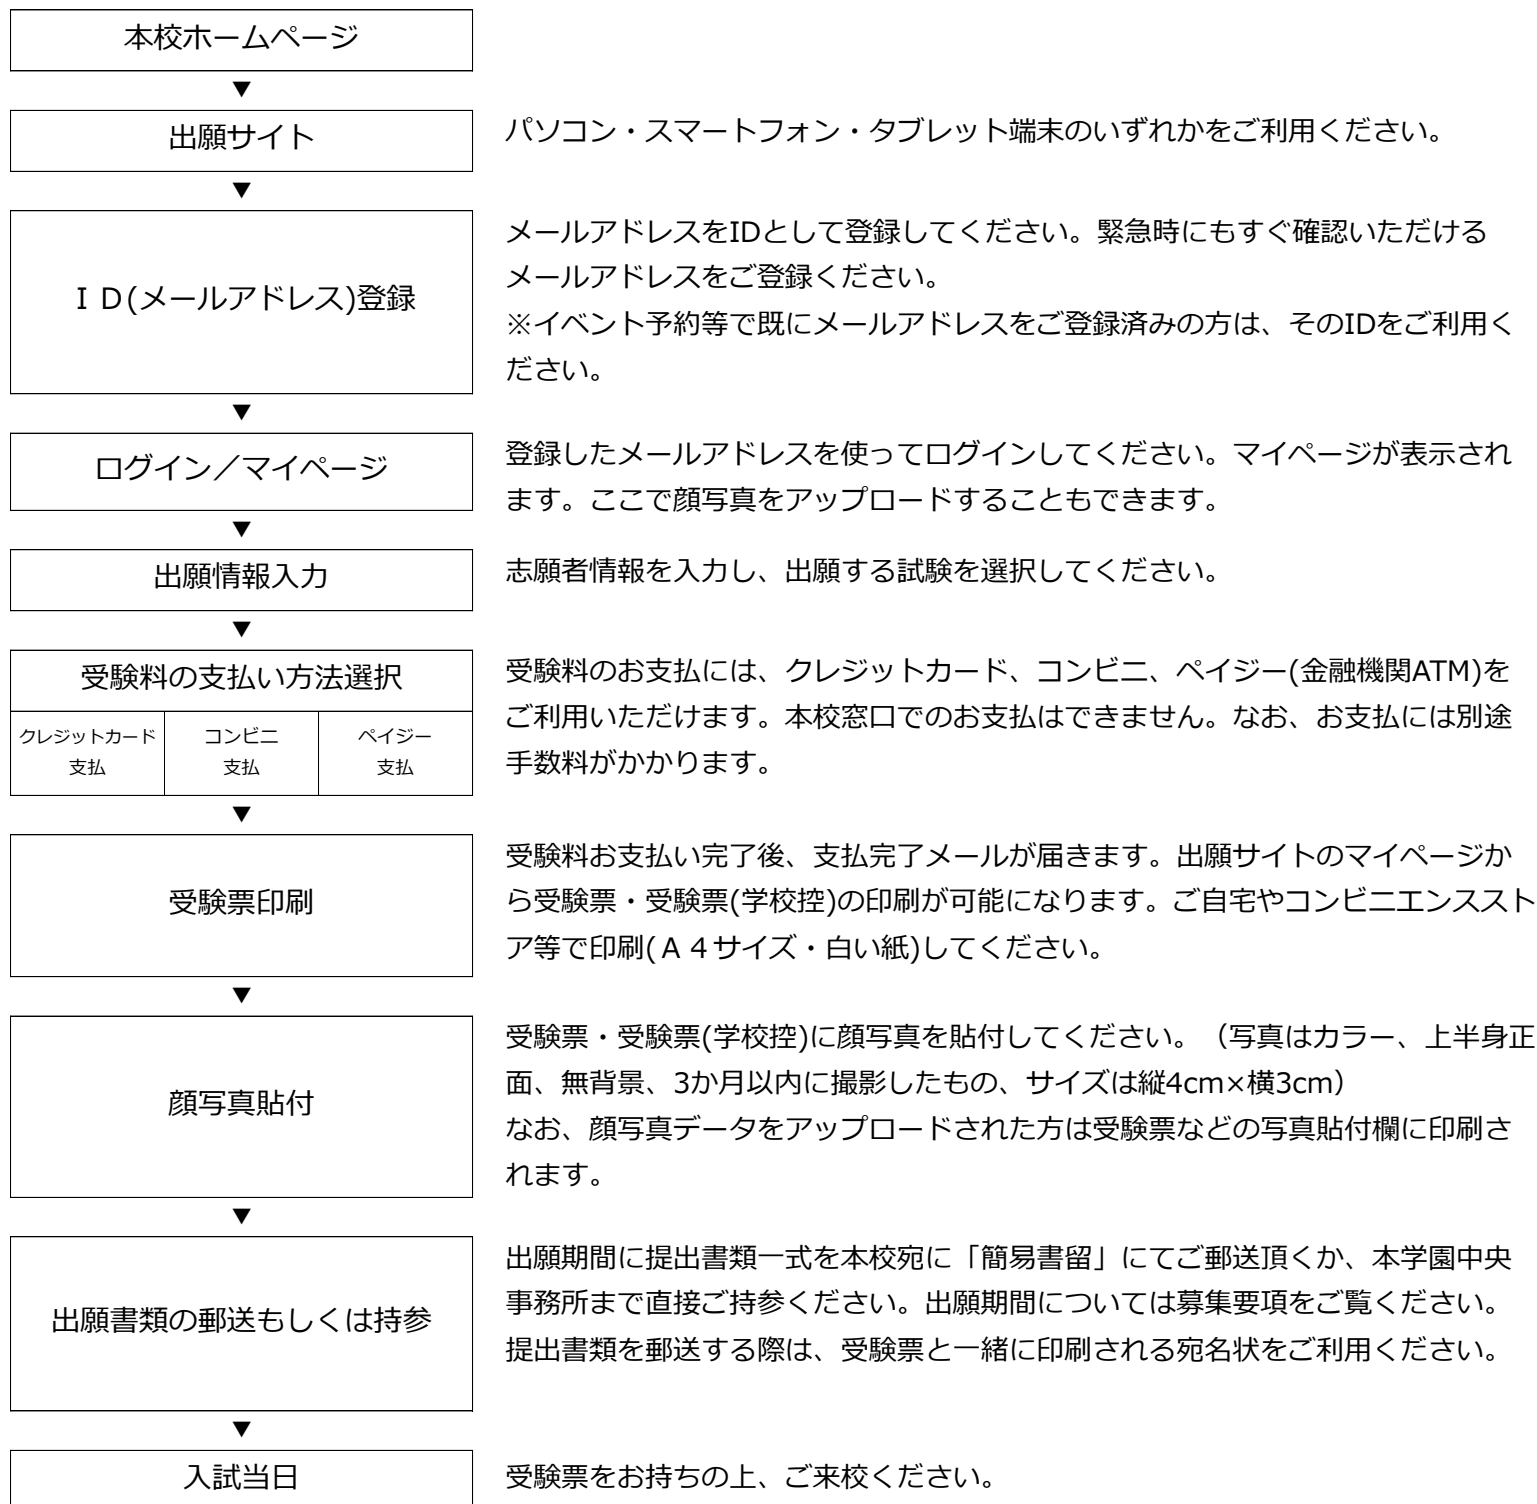 本校ホームページ
▼
出願サイト
パソコン・スマートフォン・タブレット端末のいずれかをご利用ください。
▼
ＩＤ(メールアドレス)登録
メールアドレスをIDとして登録してください。緊急時にもすぐ確認いただける
メールアドレスをご登録ください。
※イベント予約等で既にメールアドレスをご登録済みの方は、そのIDをご利用く
ださい。
▼
ログイン／マイページ
登録したメールアドレスを使ってログインしてください。マイページが表示され
ます。ここで顔写真をアップロードすることもできます。
▼
出願情報入力
志願者情報を入力し、出願する試験を選択してください。
▼
受験料の支払い方法選択
クレジットカード
支払
コンビニ
支払
ペイジー
支払
受験料のお支払には、クレジットカード、コンビニ、ペイジー(金融機関ATM)を
ご利用いただけます。本校窓口でのお支払はできません。なお、お支払には別途
手数料がかかります。
▼
受験票印刷
受験料お支払い完了後、支払完了メールが届きます。出願サイトのマイページか
ら受験票・受験票(学校控)の印刷が可能になります。ご自宅やコンビニエンススト
ア等で印刷(Ａ４サイズ・白い紙)してください。
▼
顔写真貼付
受験票・受験票(学校控)に顔写真を貼付してください。（写真はカラー、上半身正
面、無背景、3か月以内に撮影したもの、サイズは縦4cm×横3cm）
なお、顔写真データをアップロードされた方は受験票などの写真貼付欄に印刷さ
れます。
▼
出願書類の郵送もしくは持参
出願期間に提出書類一式を本校宛に「簡易書留」にてご郵送頂くか、本学園中央
事務所まで直接ご持参ください。出願期間については募集要項をご覧ください。
提出書類を郵送する際は、受験票と一緒に印刷される宛名状をご利用ください。
▼
入試当日
受験票をお持ちの上、ご来校ください。